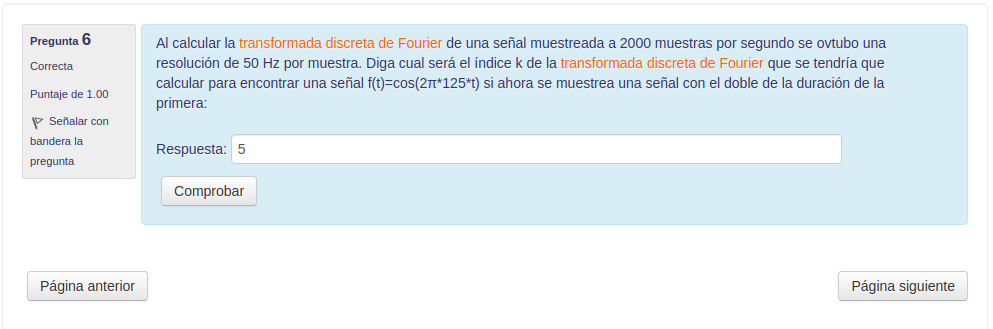 Pregunta 6
Correcta
Puntaje de 1.00
Señalar con
bandera la
pregunta
Al calcular la transformada discreta de Fourier de una señal muestreada a 2000 muestras por segundo se ovtubo una
resolución de 50 Hz por muestra. Diga cual será el índice k de la transformada discreta de Fourier que se tendría que
calcular para encontrar una señal f(t)=cos(2π*125*t) si ahora se muestrea una señal con el doble de la duración de la
primera:
Respuesta: 5
Comprobar
Página anterior
Página siguiente